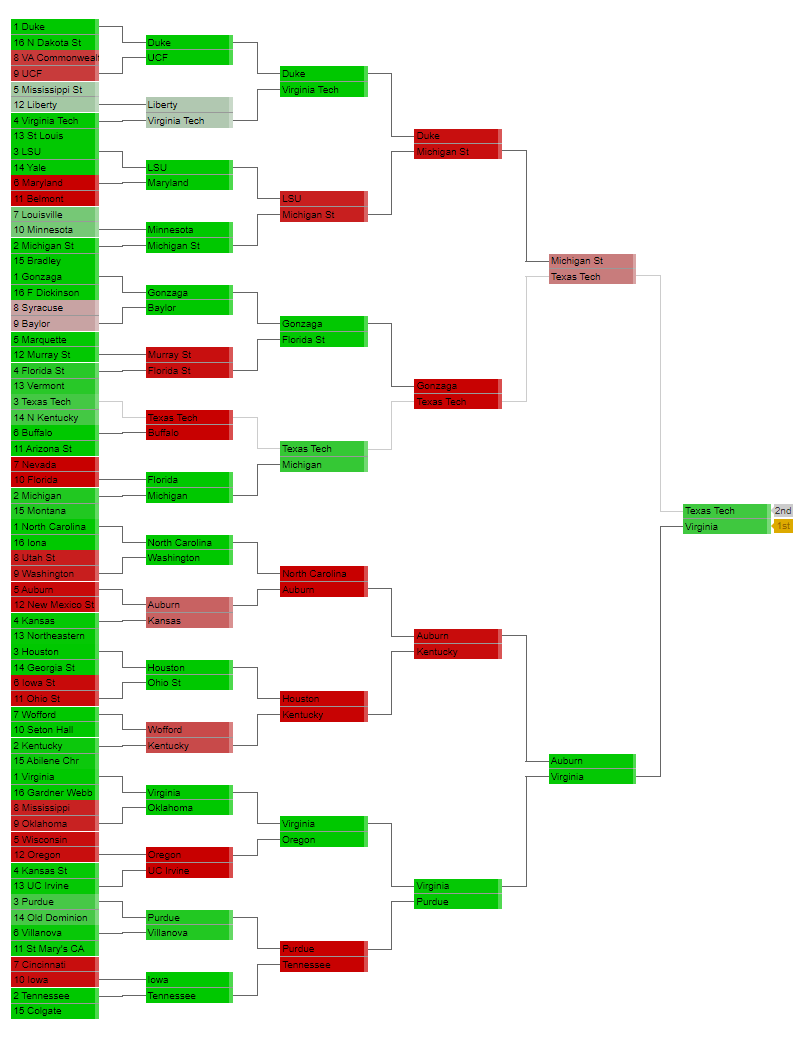 1 Duke
16 N Dakota St
8 VA Commonwealt
9 UCF
5 Mississippi St
12 Liberty
4 Virginia Tech
13 St Louis
3 LSU
14 Yale
6 Maryland
11 Belmont
7 Louisville
10 Minnesota
2 Michigan St
15 Bradley
1 Gonzaga
16 F Dickinson
8 Syracuse
9 Baylor
5 Marquette
12 Murray St
4 Florida St
13 Vermont
3 Texas Tech
14 N Kentucky
6 Buffalo
11 Arizona St
7 Nevada
10 Florida
2 Michigan
15 Montana
1 North Carolina
16 Iona
8 Utah St
9 Washington
5 Auburn
12 New Mexico St
4 Kansas
13 Northeastern
3 Houston
14 Georgia St
6 Iowa St
11 Ohio St
7 Wofford
10 Seton Hall
2 Kentucky
15 Abilene Chr
1 Virginia
16 Gardner Webb
8 Mississippi
9 Oklahoma
5 Wisconsin
12 Oregon
4 Kansas St
13 UC Irvine
3 Purdue
14 Old Dominion
6 Villanova
11 St Mary's CA
7 Cincinnati
10 Iowa
2 Tennessee
15 Colgate
Duke
UCF
Liberty
Virginia Tech
LSU
Maryland
Minnesota
Michigan St
Gonzaga
Baylor
Murray St
Florida St
Texas Tech
Buffalo
Florida
Michigan
North Carolina
Washington
Auburn
Kansas
Houston
Ohio St
Wofford
Kentucky
Virginia
Oklahoma
Oregon
UC Irvine
Purdue
Villanova
Iowa
Tennessee
Duke
Virginia Tech
LSU
Michigan St
Gonzaga
Florida St
Texas Tech
Michigan
North Carolina
Auburn
Houston
Kentucky
Virginia
Oregon
Purdue
Tennessee
Duke
Michigan St
Gonzaga
Texas Tech
Auburn
Kentucky
Virginia
Purdue
Michigan St
Texas Tech
Auburn
Virginia
Texas Tech 2nd
Virginia 1st